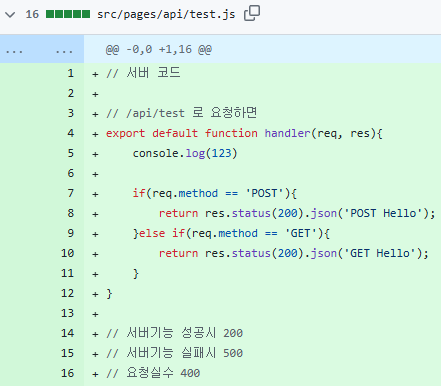 16 src/pages/api/test.js
... ... @@ -0,0 +1,16 @@
1 + // 서버 코드
2 +
3 + // /api/test 로 요청하면
4 + export default function handler(req, res){
5 +     console.log(123)
6 +
7 +     if(req.method == 'POST'){
8 +         return res.status(200).json('POST Hello');
9 +     }else if(req.method == 'GET'){
10 +         return res.status(200).json('GET Hello');
11 +     }
12 + }
13 +
14 + // 서버기능 성공시 200
15 + // 서버기능 실패시 500
16 + // 요청실수 400